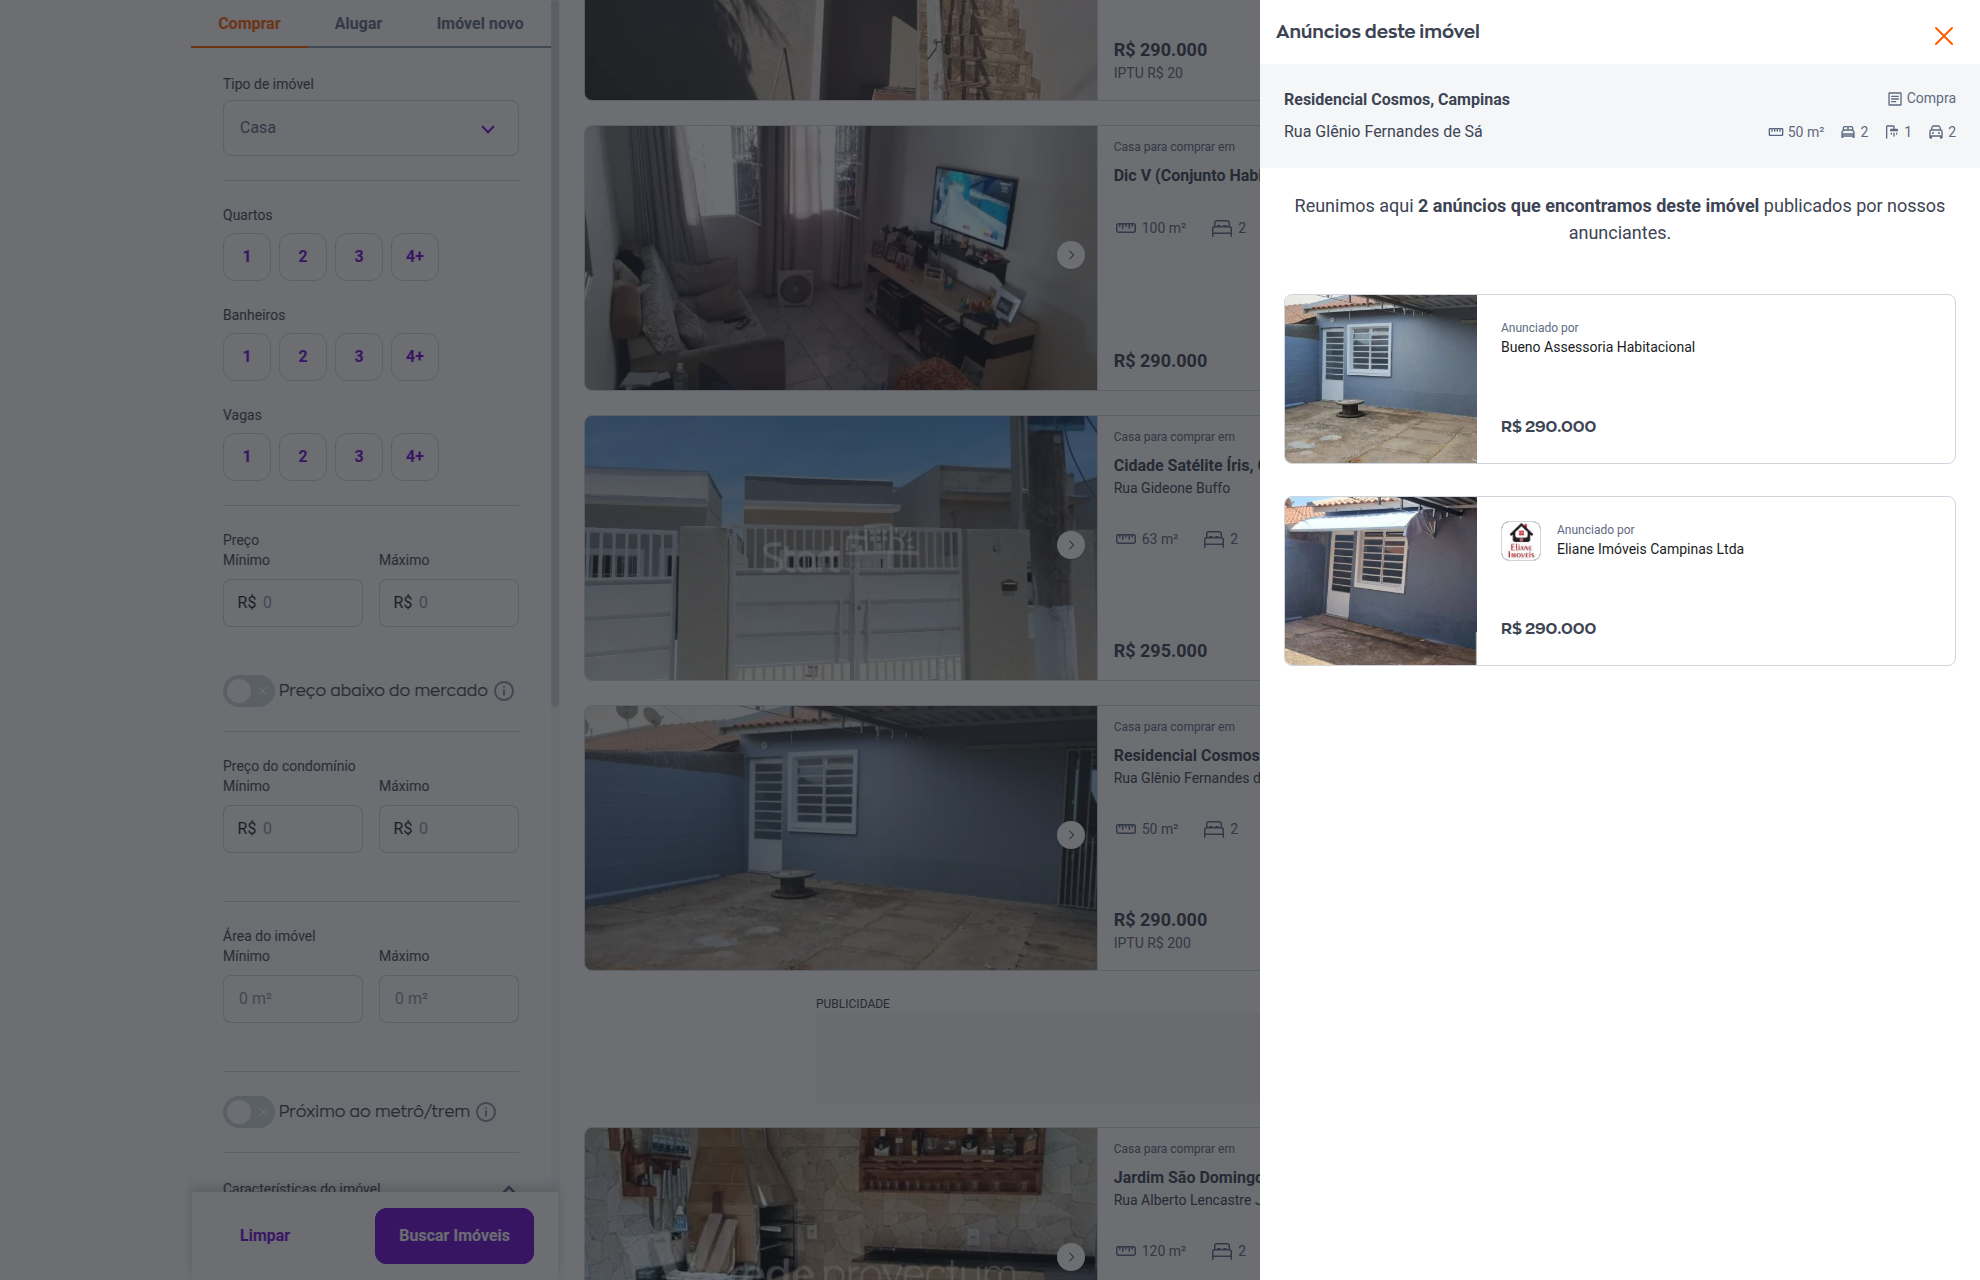 Comprar
Alugar
Imóvel novo
Tipo de imóvel
Casa
Quartos
1
2
3
4+
Banheiros
1
2
3
4+
Vagas
1
2
3
4+
Preço
Mínimo
Máximo
R$ 0
R$ 0
Preço abaixo do mercado
Preço do condomínio
Mínimo
Máximo
R$ 0
R$ 0
Área do imóvel
Mínimo
Máximo
0 m²
0 m²
Próximo ao metrô/trem
Características do imóvel
Limpar
Buscar Imóveis
R$ 290.000
IPTU R$ 20
Casa para comprar em
Dic V (Conjunto Habi
100 m²
2
R$ 290.000
Start
Casa para comprar em
Cidade Satélite Íris,
Rua Gideone Buffo
63 m²
2
R$ 295.000
Casa para comprar em
Residencial Cosmos
Rua Glênio Fernandes d
50 m²
2
R$ 290.000
IPTU R$ 200
PUBLICIDADE
rede provectum
Casa para comprar em
Jardim São Domingo
Rua Alberto Lencastre
120 m²
2
Anúncios deste imóvel
Residencial Cosmos, Campinas
Compra
Rua Glênio Fernandes de Sá
50 m²
2
1
2
Reunimos aqui 2 anúncios que encontramos deste imóvel publicados por nossos
anunciantes.
Anunciado por
Bueno Assessoria Habitacional
R$ 290.000
Eliane
Imóveis
Anunciado por
Eliane Imóveis Campinas Ltda
R$ 290.000